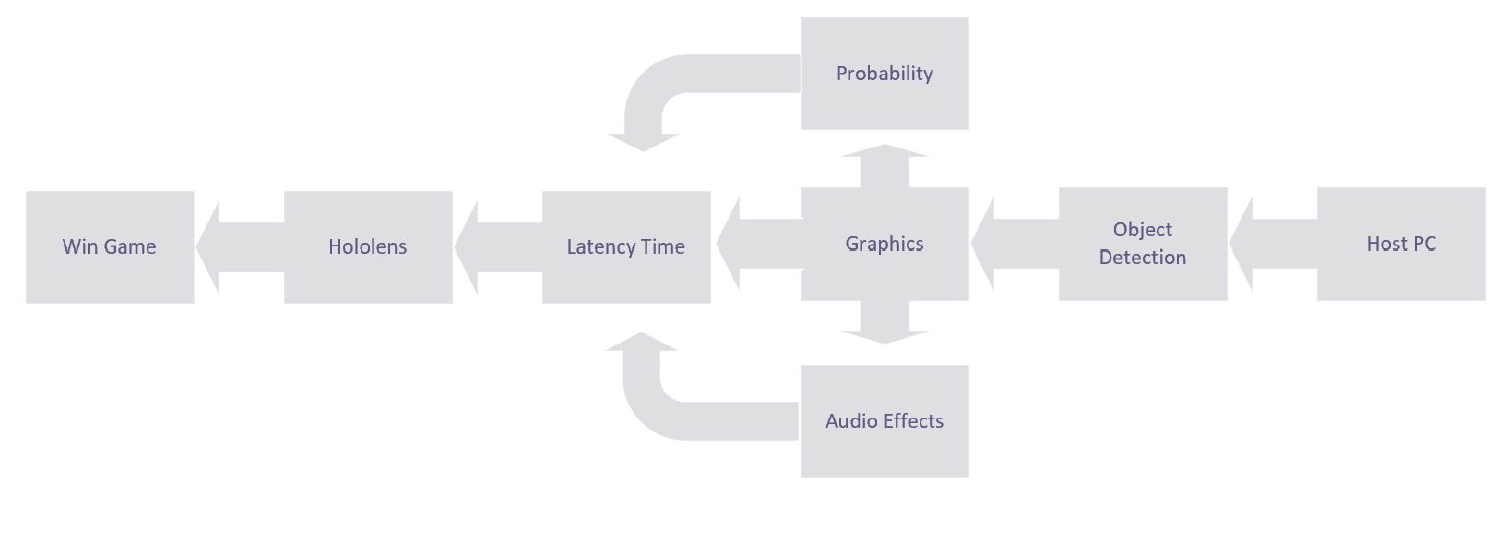 Probability
Win Game
Hololens
Latency Time
Graphics
Object
Detection
Host PC
Audio Effects